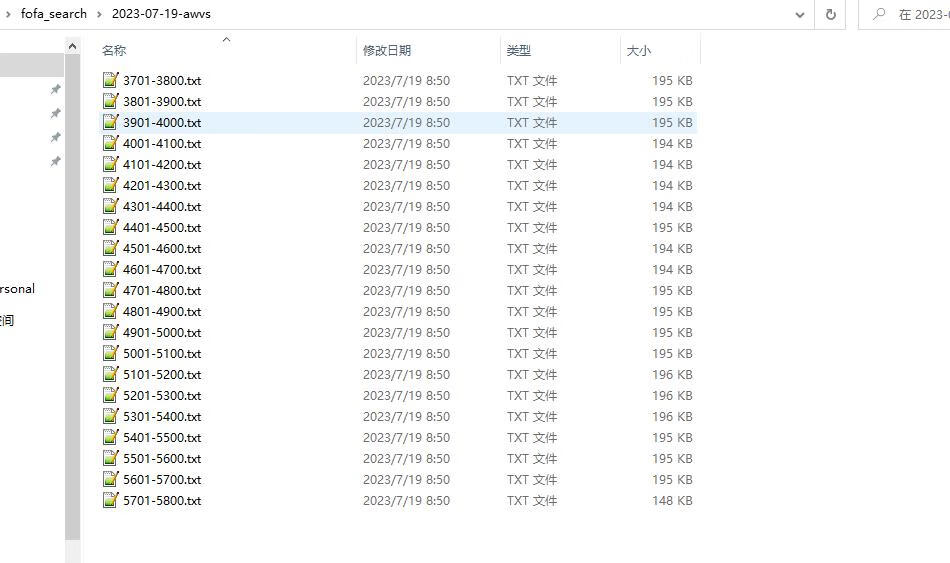 fofa_search > 2023-07-19-awvs 在 2023-0
名称 修改日期 类型 大小
3701-3800.txt 2023/7/19 8:50 TXT 文件 195 KB
3801-3900.txt 2023/7/19 8:50 TXT 文件 195 KB
3901-4000.txt 2023/7/19 8:50 TXT 文件 195 KB
4001-4100.txt 2023/7/19 8:50 TXT 文件 194 KB
4101-4200.txt 2023/7/19 8:50 TXT 文件 194 KB
4201-4300.txt 2023/7/19 8:50 TXT 文件 194 KB
4301-4400.txt 2023/7/19 8:50 TXT 文件 194 KB
4401-4500.txt 2023/7/19 8:50 TXT 文件 195 KB
4501-4600.txt 2023/7/19 8:50 TXT 文件 194 KB
4601-4700.txt 2023/7/19 8:50 TXT 文件 194 KB
rsonal 4701-4800.txt 2023/7/19 8:50 TXT 文件 195 KB
4801-4900.txt 2023/7/19 8:50 TXT 文件 195 KB
间 4901-5000.txt 2023/7/19 8:50 TXT 文件 195 KB
5001-5100.txt 2023/7/19 8:50 TXT 文件 195 KB
5101-5200.txt 2023/7/19 8:50 TXT 文件 196 KB
5201-5300.txt 2023/7/19 8:50 TXT 文件 196 KB
5301-5400.txt 2023/7/19 8:50 TXT 文件 196 KB
5401-5500.txt 2023/7/19 8:50 TXT 文件 195 KB
5501-5600.txt 2023/7/19 8:50 TXT 文件 195 KB
5601-5700.txt 2023/7/19 8:50 TXT 文件 195 KB
5701-5800.txt 2023/7/19 8:50 TXT 文件 148 KB